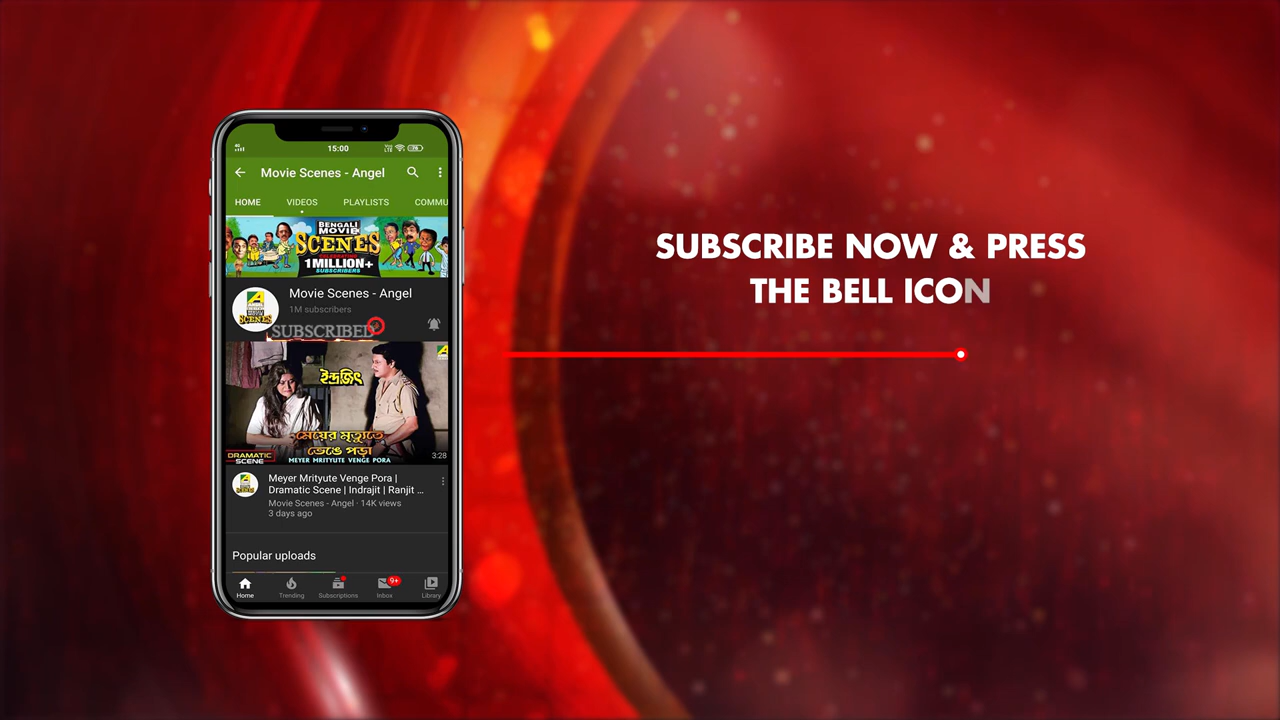 15:00
Movie Scenes - Angel
HOME VIDEOS PLAYLISTS COMMU
BENGALI
MOVIE
SCENES
CELEBRATING
1MILLION+
SUBSCRIBERS
Movie Scenes - Angel
1M subscribers
SUBSCRIBED
ইন্দ্রজিৎ
মেয়ের মৃত্যুতে
ভেঙে পড়া
DRAMATIC
SCENE
MEYER MRITYUTE VENGE PORA
3:28
Meyer Mrityute Venge Pora |
Dramatic Scene | Indrajit | Ranjit ...
Movie Scenes - Angel · 14K views
3 days ago
Popular uploads
9+
Home Trending Subscriptions Inbox Library
SUBSCRIBE NOW & PRESS
THE BELL ICON